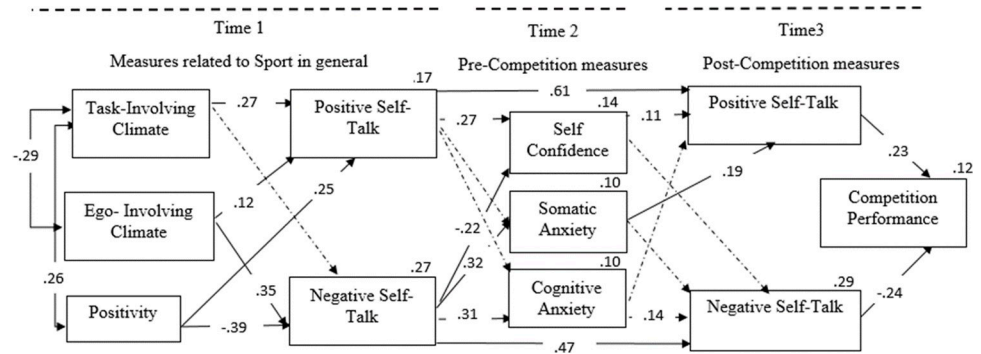 Time 1
Time 2
Time3
Measures related to Sport in general
Pre-Competition measures
Post-Competition measures
.17
.61
Task-Involving
Climate
.27
Positive Self-
Talk
.27
.14
Self
Confidence
.11
Positive Self-Talk
-.29
.23
.12
.25
.19
.10
Ego- Involving
Climate
.12
Somatic
Anxiety
Competition
Performance
-.22
.32
.26
.27
.10
.35
Positivity
-.39
Negative Self-
Talk
.31
Cognitive
Anxiety
.14
.29
Negative Self-Talk
-.24
.47